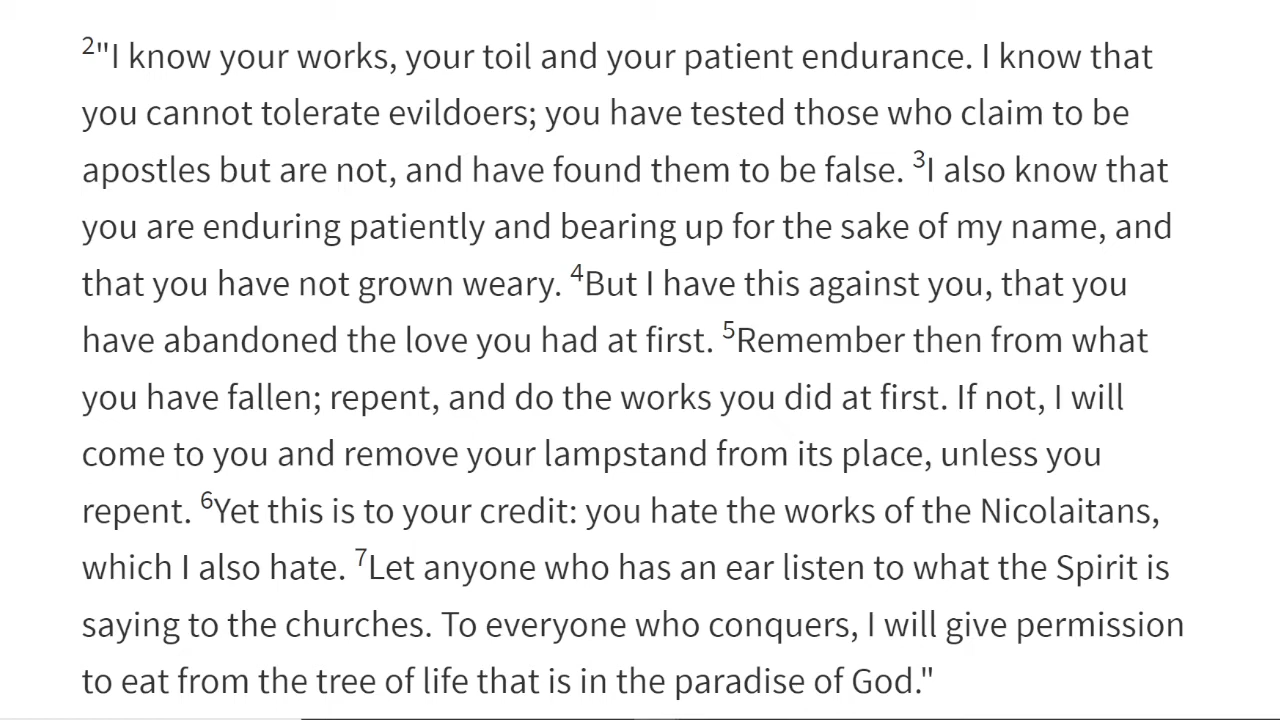 ²"I know your works, your toil and your patient endurance. I know that
you cannot tolerate evildoers; you have tested those who claim to be
apostles but are not, and have found them to be false. ³I also know that
you are enduring patiently and bearing up for the sake of my name, and
that you have not grown weary. ⁴But I have this against you, that you
have abandoned the love you had at first. ⁵Remember then from what
you have fallen; repent, and do the works you did at first. If not, I will
come to you and remove your lampstand from its place, unless you
repent. ⁶Yet this is to your credit: you hate the works of the Nicolaitans,
which I also hate. ⁷Let anyone who has an ear listen to what the Spirit is
saying to the churches. To everyone who conquers, I will give permission
to eat from the tree of life that is in the paradise of God."